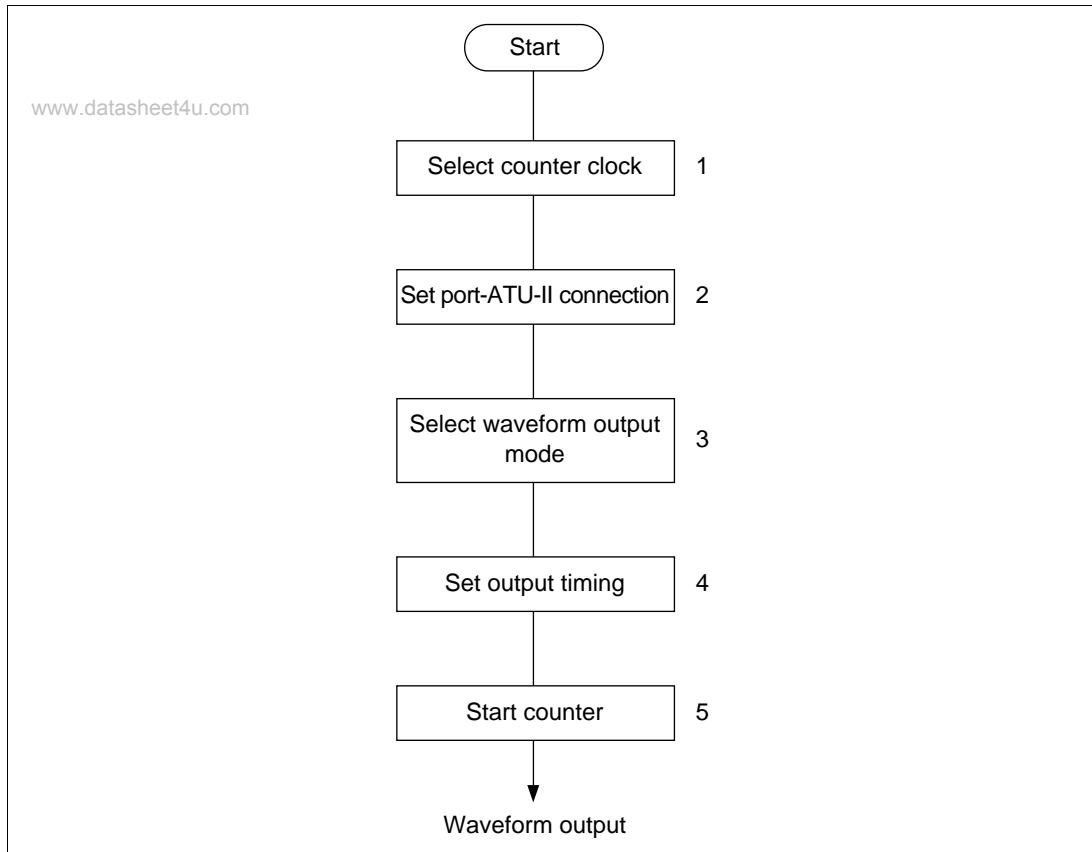 Start
www.datasheet4u.com
Select counter clock 1
Set port-ATU-II connection 2
Select waveform output
mode
3
Set output timing 4
Start counter 5
Waveform output